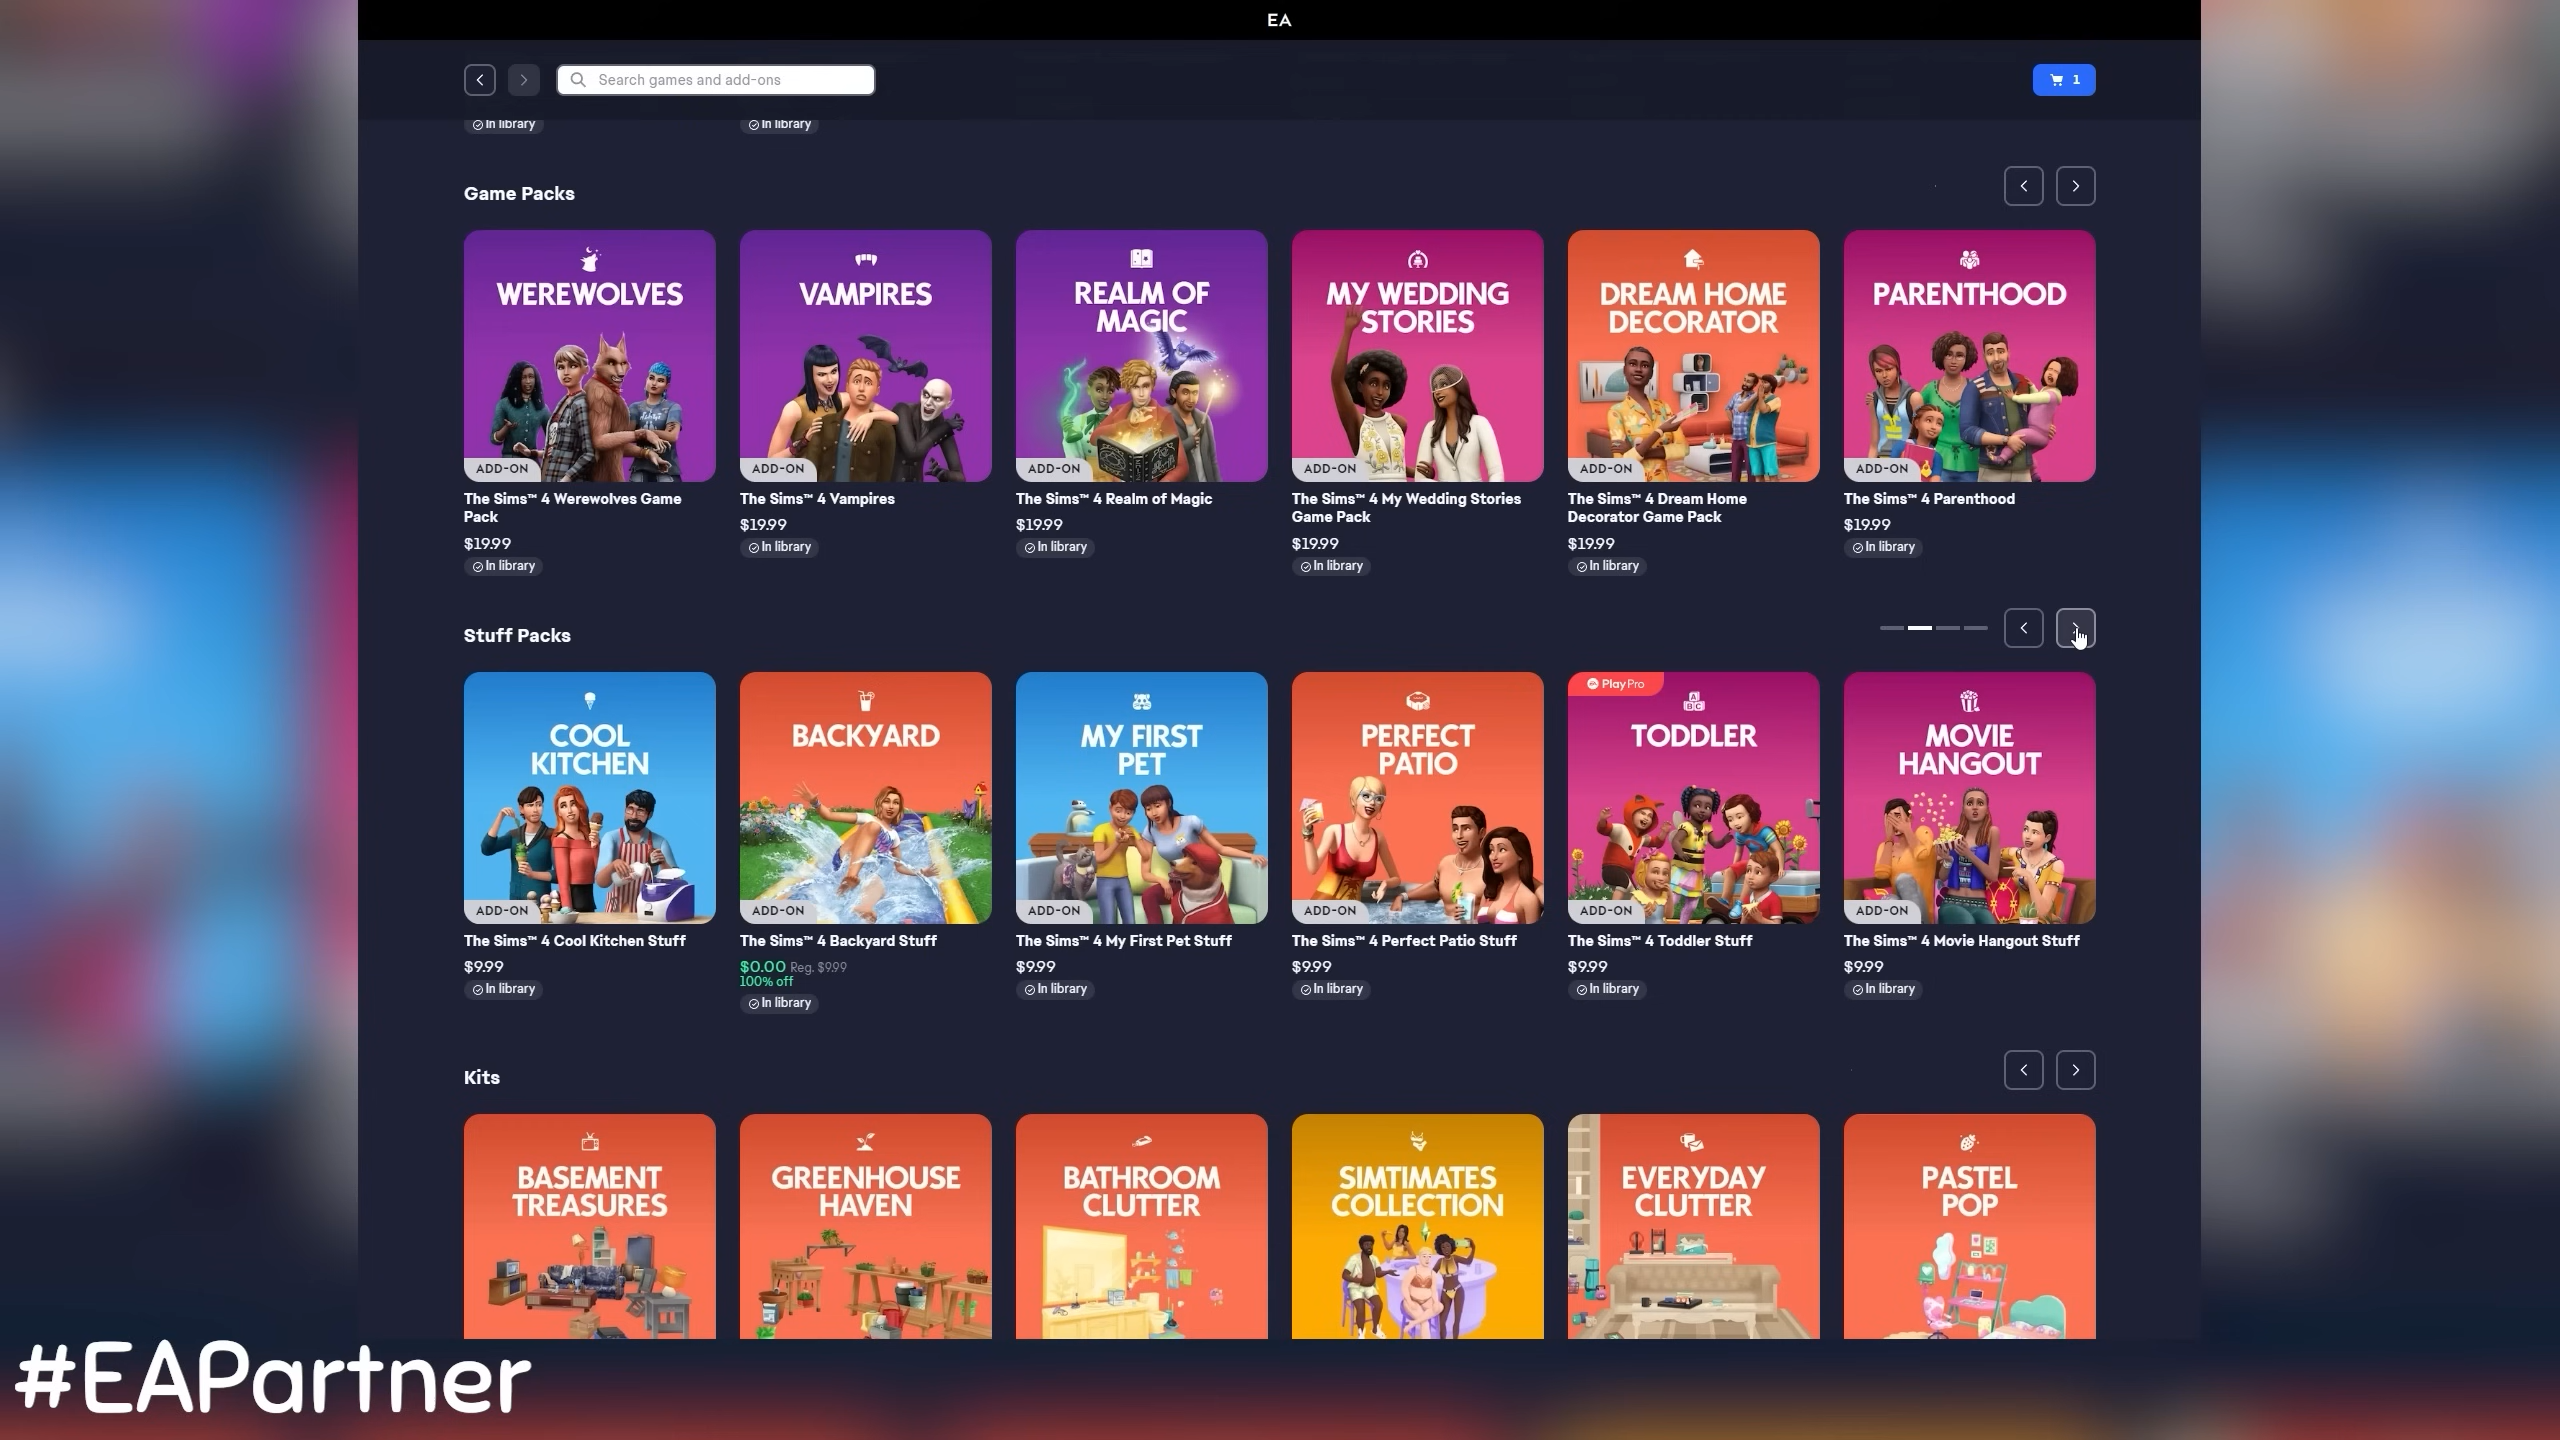 EA
Search games and add-ons
1
In library
In library
Game Packs
WEREWOLVES
ADD-ON
The Sims™ 4 Werewolves Game
Pack
$19.99
In library
VAMPIRES
ADD-ON
The Sims™ 4 Vampires
$19.99
In library
REALM OF
MAGIC
ADD-ON
The Sims™ 4 Realm of Magic
$19.99
In library
MY WEDDING
STORIES
ADD-ON
The Sims™ 4 My Wedding Stories
Game Pack
$19.99
In library
DREAM HOME
DECORATOR
ADD-ON
The Sims™ 4 Dream Home
Decorator Game Pack
$19.99
In library
PARENTHOOD
ADD-ON
The Sims™ 4 Parenthood
$19.99
In library
Stuff Packs
COOL
KITCHEN
ADD-ON
The Sims™ 4 Cool Kitchen Stuff
$9.99
In library
BACKYARD
ADD-ON
The Sims™ 4 Backyard Stuff
$0.00 Reg. $9.99
100% off
In library
MY FIRST
PET
ADD-ON
The Sims™ 4 My First Pet Stuff
$9.99
In library
PERFECT
PATIO
ADD-ON
The Sims™ 4 Perfect Patio Stuff
$9.99
In library
EA Play Pro
TODDLER
ADD-ON
The Sims™ 4 Toddler Stuff
$9.99
In library
MOVIE
HANGOUT
ADD-ON
The Sims™ 4 Movie Hangout Stuff
$9.99
In library
Kits
BASEMENT
TREASURES
GREENHOUSE
HAVEN
BATHROOM
CLUTTER
SIMTIMATES
COLLECTION
EVERYDAY
CLUTTER
PASTEL
POP
#EAPartner